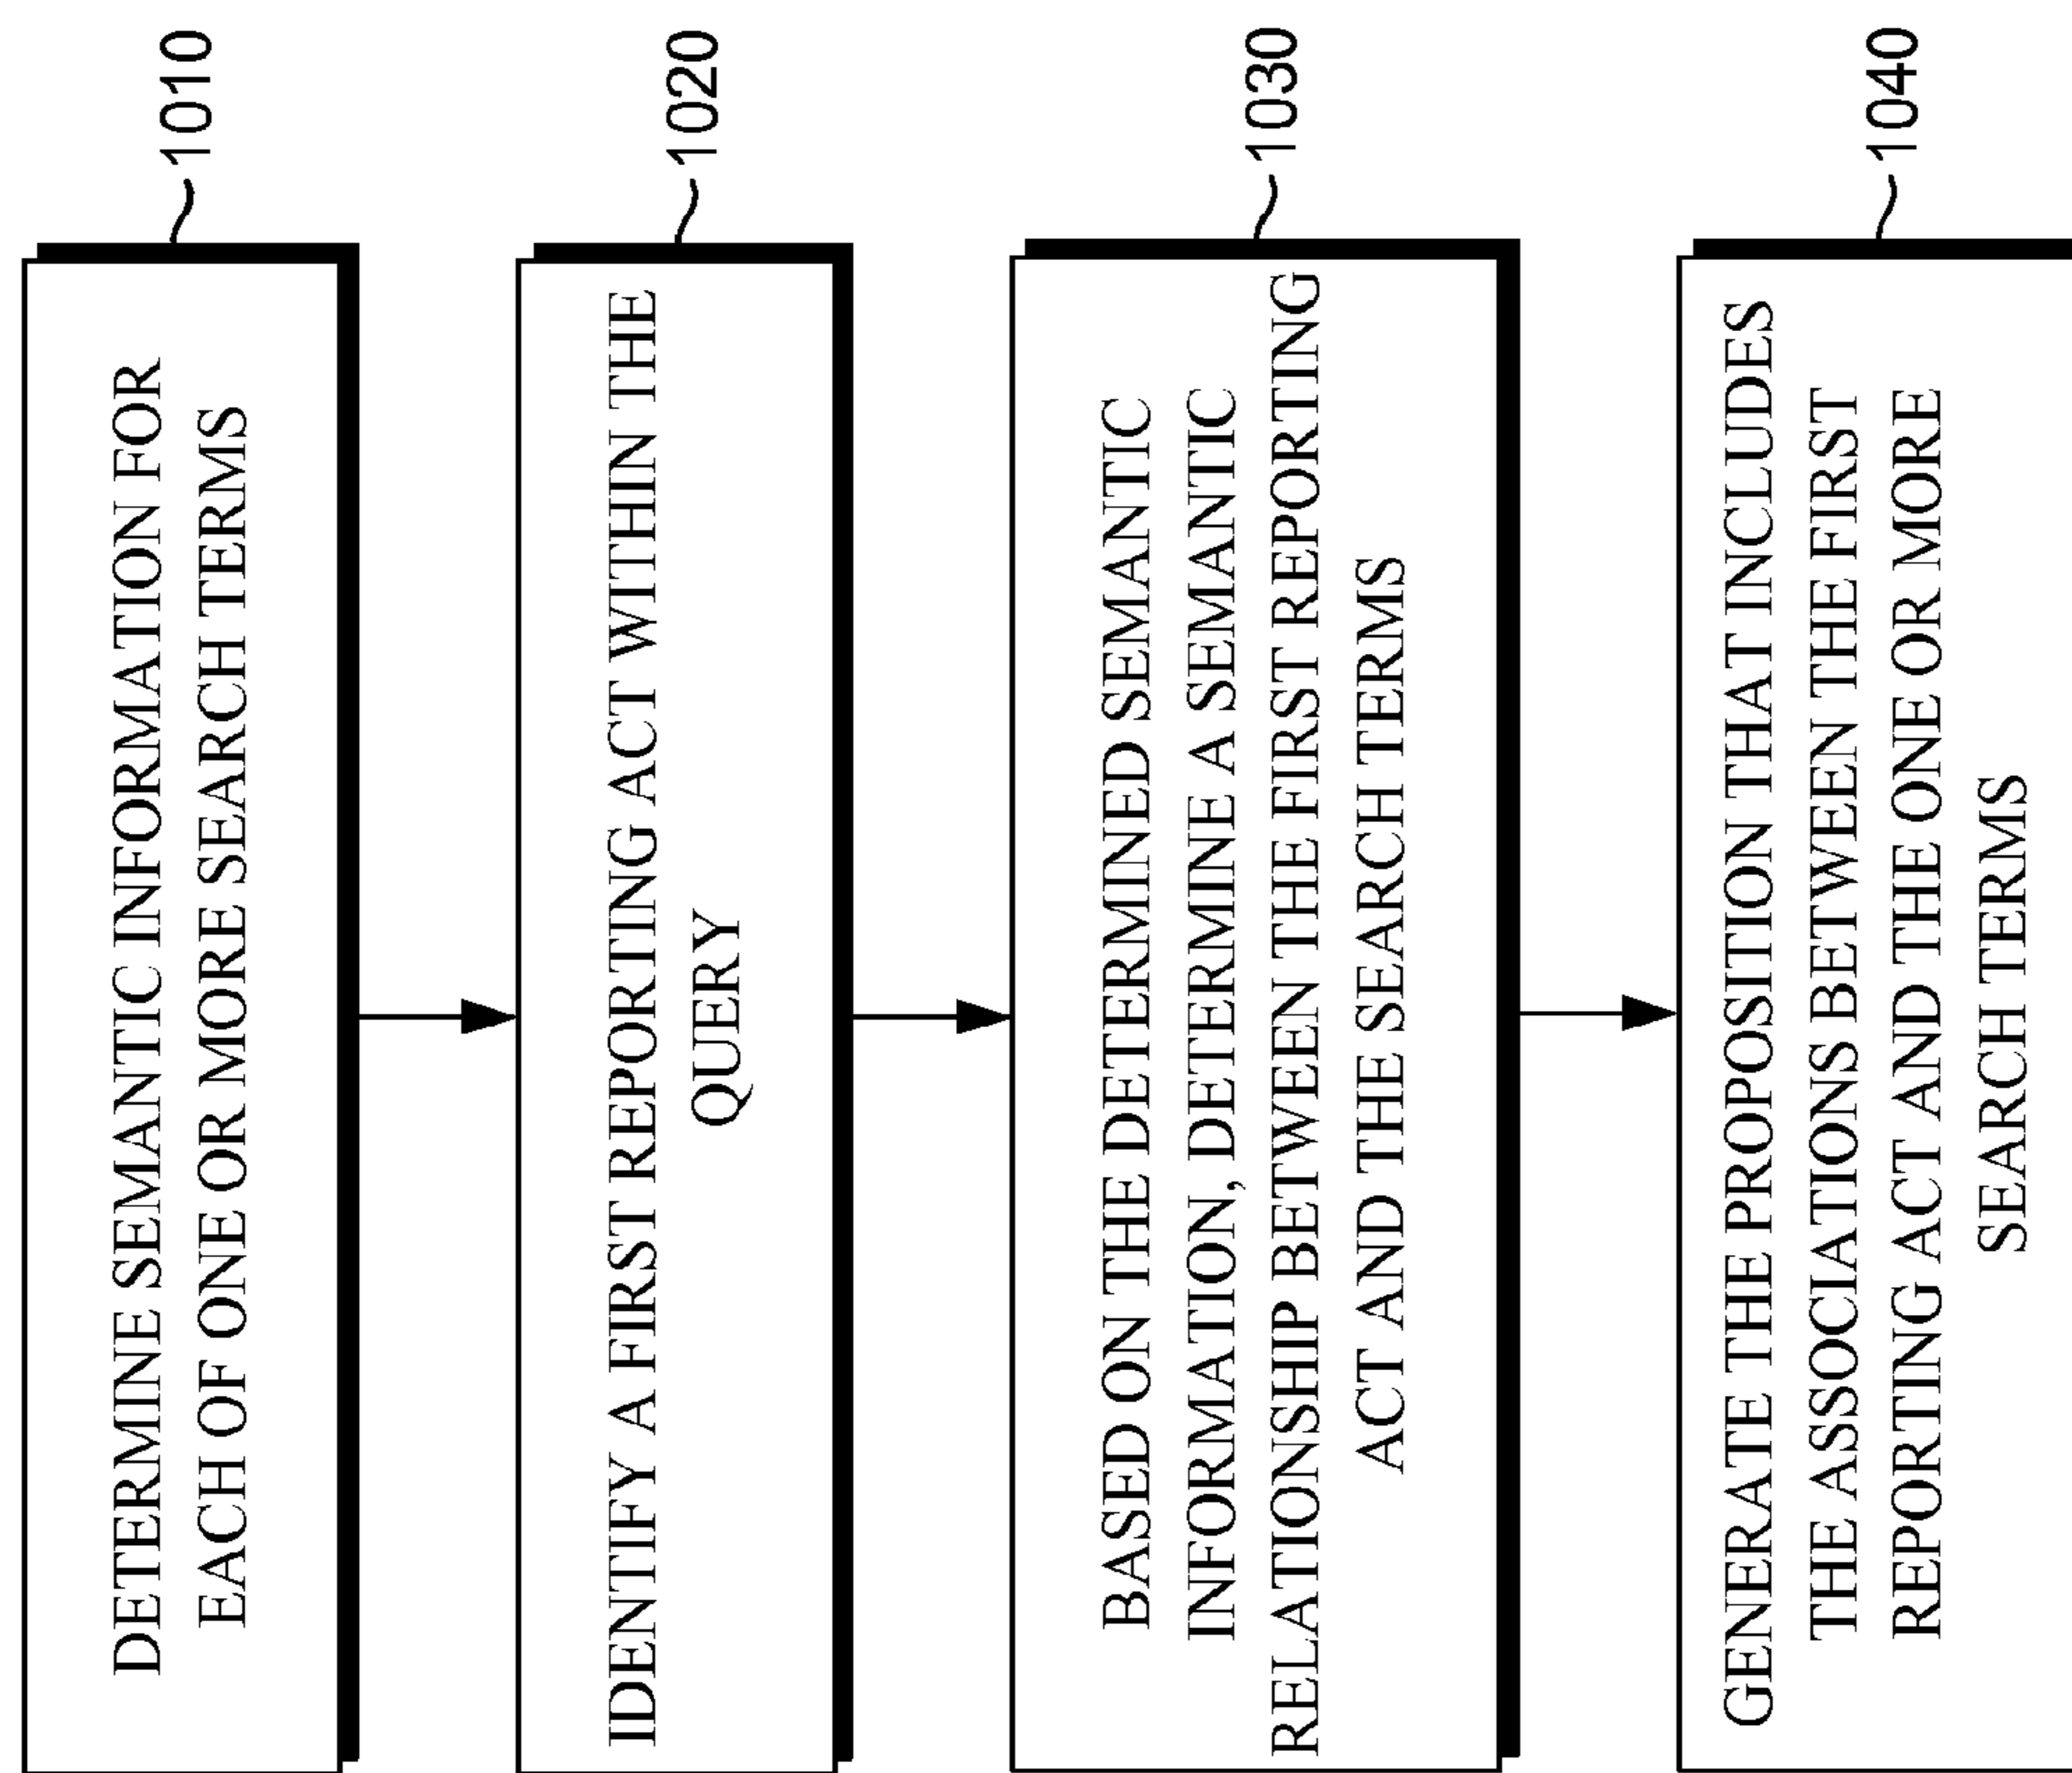 DETERMINE SEMANTIC INFORMATION FOR
EACH OF ONE OR MORE SEARCH TERMS
1010
IDENTIFY A FIRST REPORTING ACT WITHIN THE
QUERY
1020
BASED ON THE DETERMINED SEMANTIC
INFORMATION, DETERMINE A SEMANTIC
RELATIONSHIP BETWEEN THE FIRST REPORTING
ACT AND THE SEARCH TERMS
1030
GENERATE THE PROPOSITION THAT INCLUDES
THE ASSOCIATIONS BETWEEN THE FIRST
REPORTING ACT AND THE ONE OR MORE
SEARCH TERMS
1040